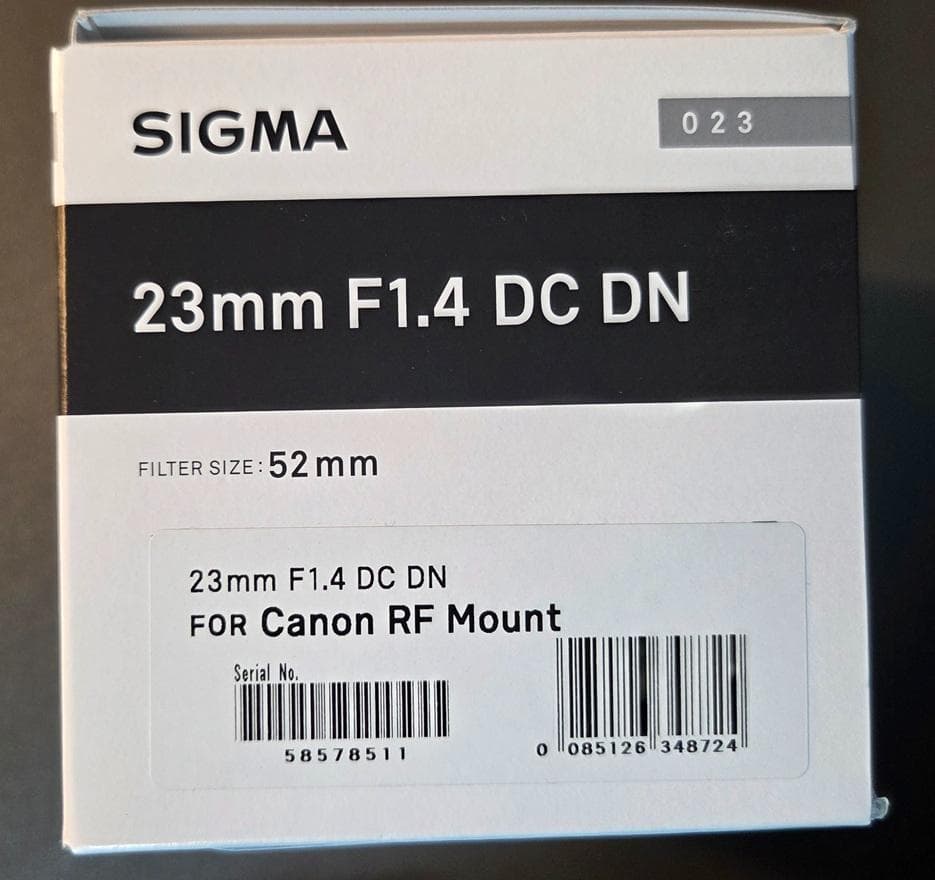 SIGMA
023
23mm F1.4 DC DN
FILTER SIZE: 52mm
23mm F1.4 DC DN
FOR Canon RF Mount
Serial No.
58578511
0 085126 348724